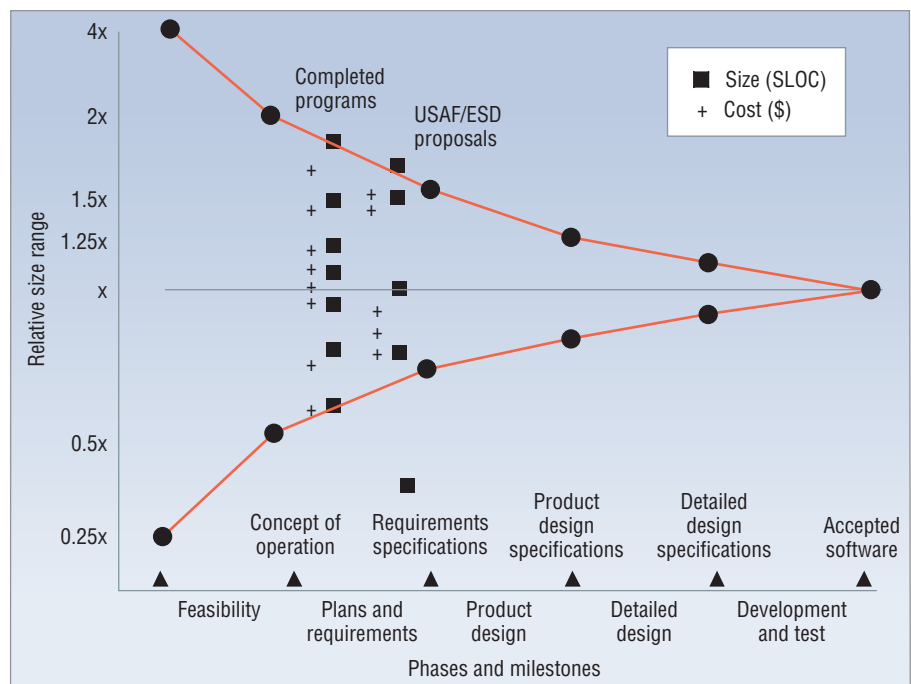 4x
Completed
programs
2x
USAF/ESD
proposals
Size (SLOC)
+ Cost ($)
1.5x
1.25x
x
Relative size range
0.5x
0.25x
Concept of
operation
Requirements
specifications
Product
design
specifications
Detailed
design
specifications
Accepted
software
Feasibility
Plans and
requirements
Product
design
Detailed
design
Development
and test
Phases and milestones